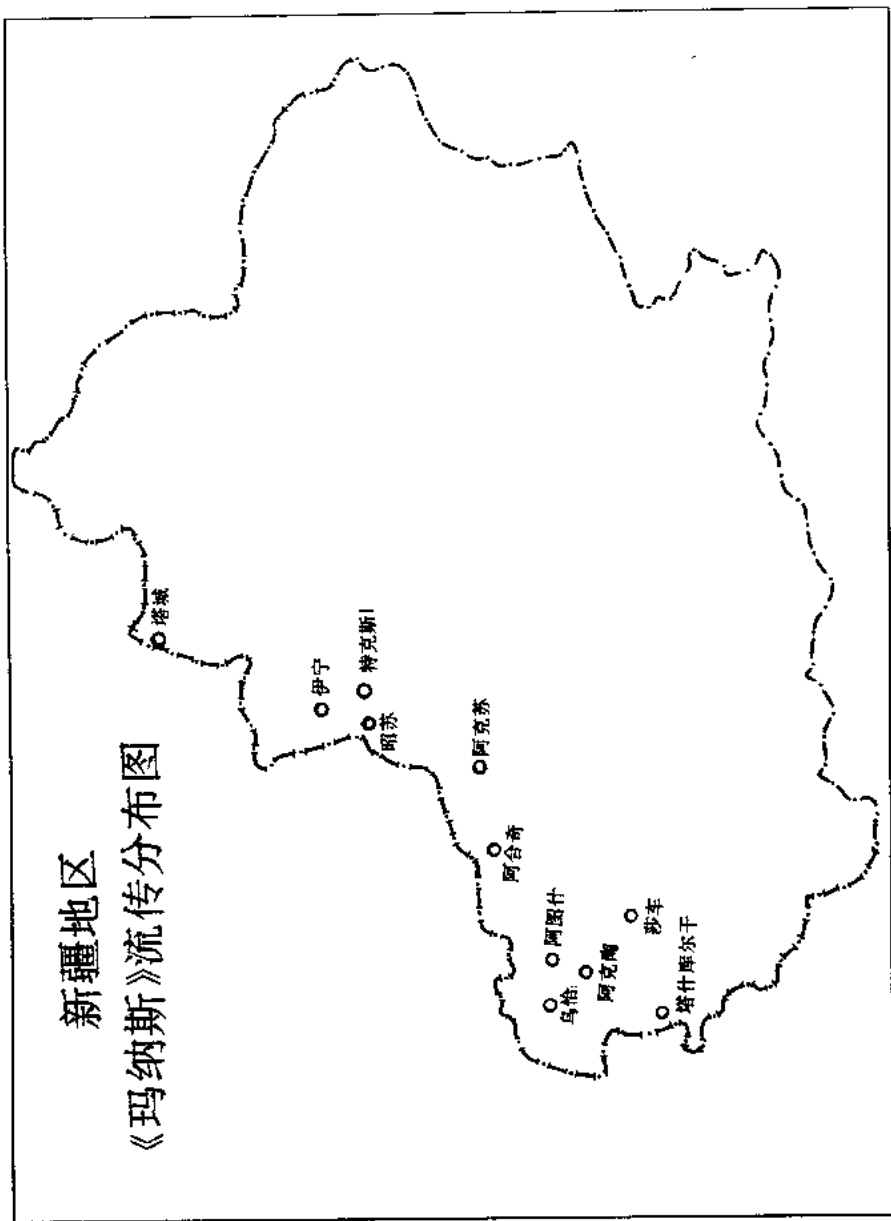 新疆地区
《玛纳斯》流传分布图
塔城
伊宁
特克斯
昭苏
阿克苏
阿合奇
阿图什
乌恰
阿克陶
莎车
塔什库尔干